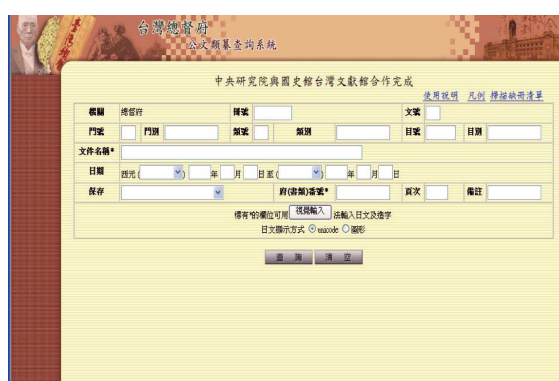 台灣總督府
公文類纂查詢系統
中央研究院與國史館台灣文獻館合作完成
使用說明 凡例 掃描缺冊清單
機關 總督府 冊號 文號
門號 門別 類號 類別 目號 目別
文件名稱*
日期 西元( ) 年 月 日至( ) 年 月 日
保存 府(書類)番號* 頁次 備註
標有*的欄位可用 視覺輸入 法輸入日文及造字
日文顯示方式 unicode 圖形
查 詢 清 空